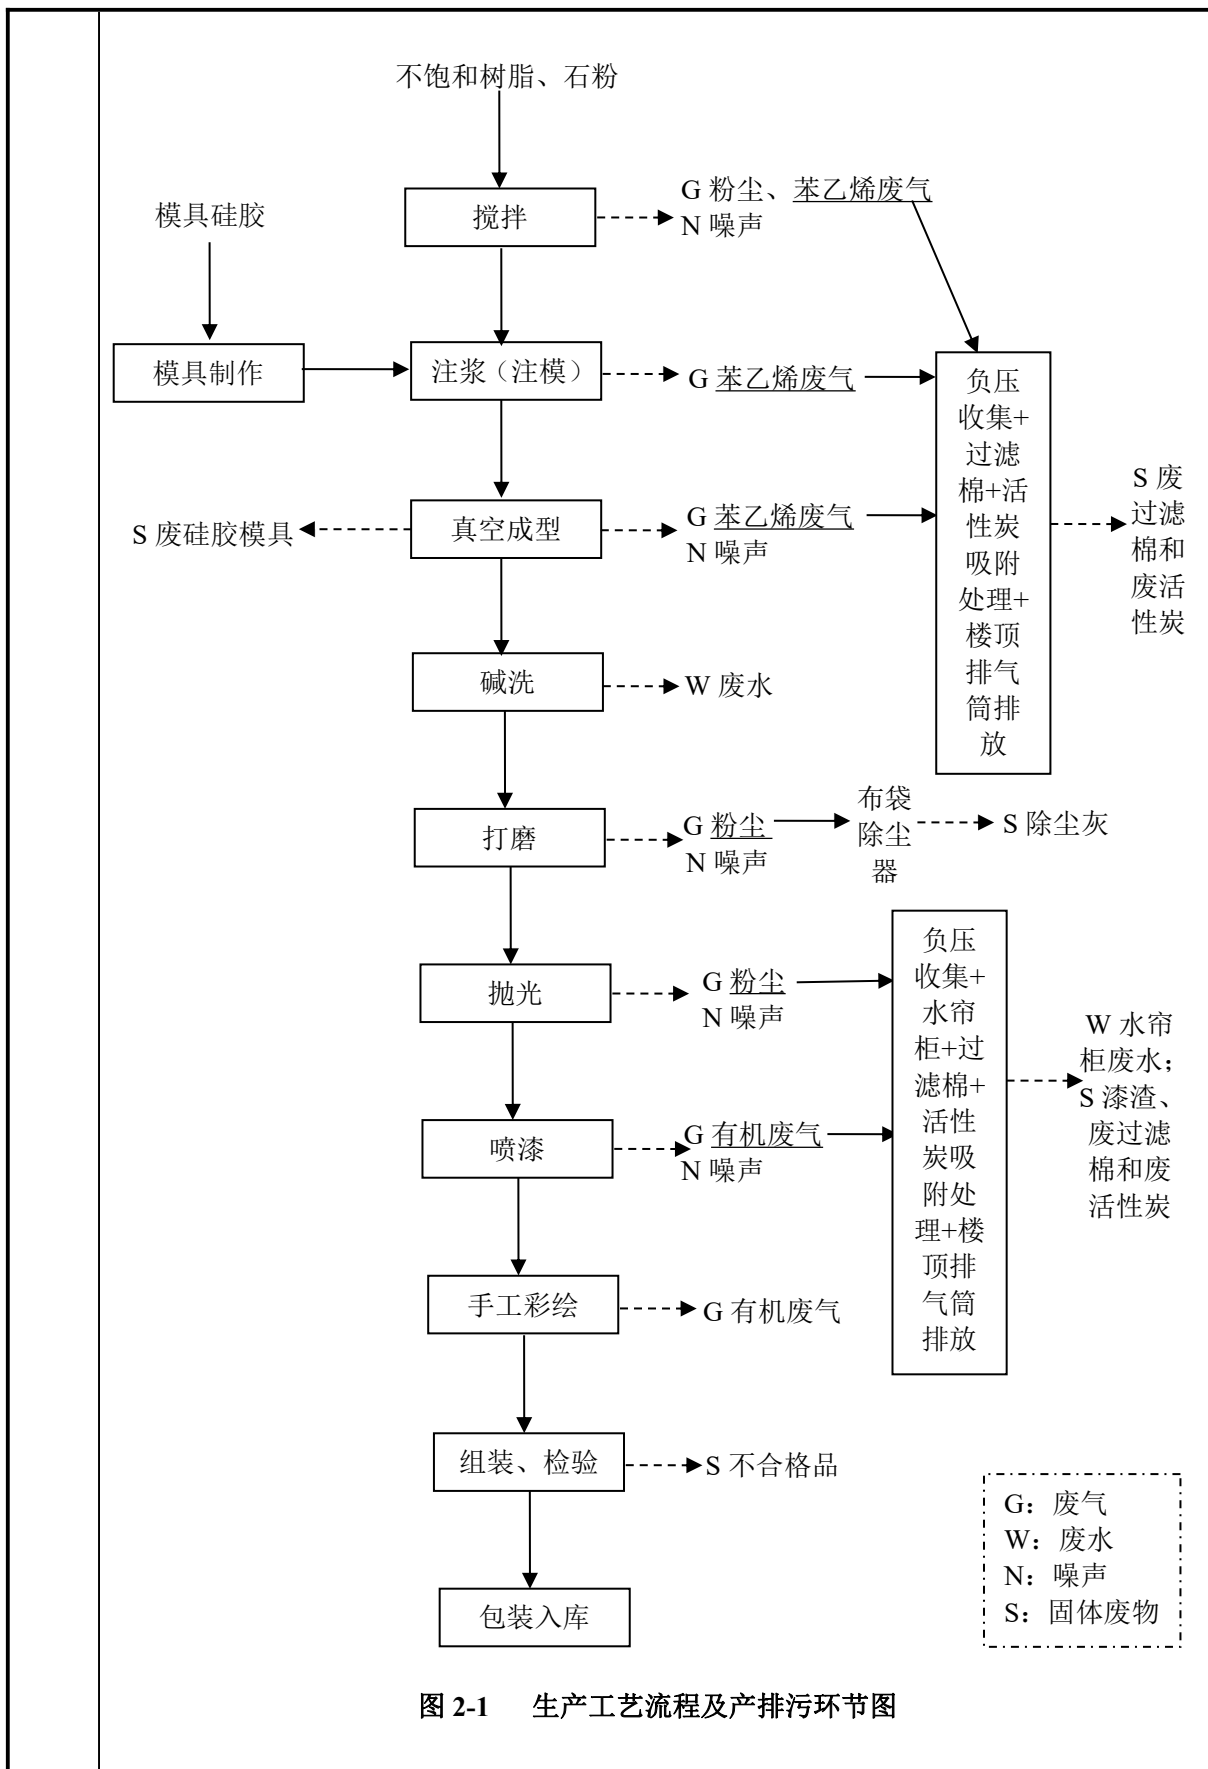 不饱和树脂、石粉
搅拌
G 粉尘、苯乙烯废气
N 噪声
模具硅胶
模具制作
注浆（注模）
G 苯乙烯废气
负压
收集+
过滤
棉+活
性炭
吸附
处理+
楼顶
排气
筒排
放
S 废
过滤
棉和
废活
性炭
S 废硅胶模具
真空成型
G 苯乙烯废气
N 噪声
碱洗
W 废水
打磨
G 粉尘
N 噪声
布袋
除尘
器
S 除尘灰
抛光
G 粉尘
N 噪声
负压
收集+
水帘
柜+过
滤棉+
活性
炭吸
附处
理+楼
顶排
气筒
排放
W 水帘
柜废水；
S 漆渣、
废过滤
棉和废
活性炭
喷漆
G 有机废气
N 噪声
手工彩绘
G 有机废气
组装、检验
S 不合格品
包装入库
G：废气
W：废水
N：噪声
S：固体废物
图 2-1 生产工艺流程及产排污环节图